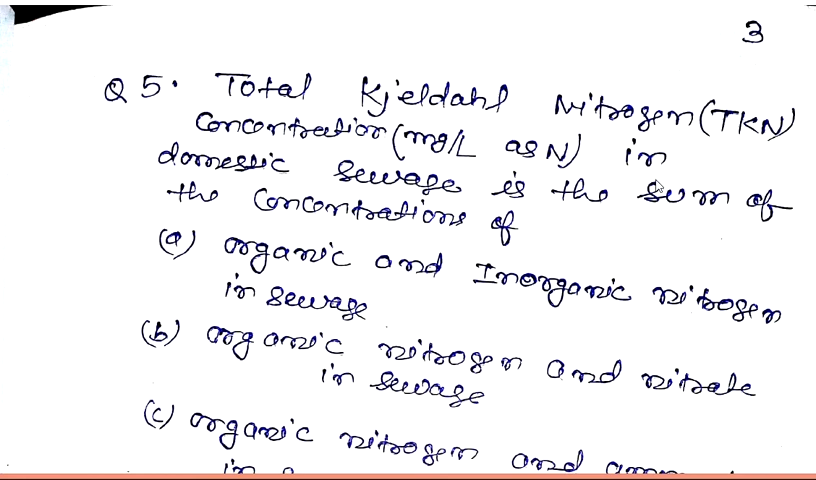 3
Q 5. Total Kjeldahl Nitrogen (TKN)
Concentration (mg/L as N) in
domestic Sewage is the sum of
the Concentrations of
(a) organic and Inorganic nitrogen
in sewage
(b) organic nitrogen and nitrate
in sewage
(c) organic nitrogen and
in